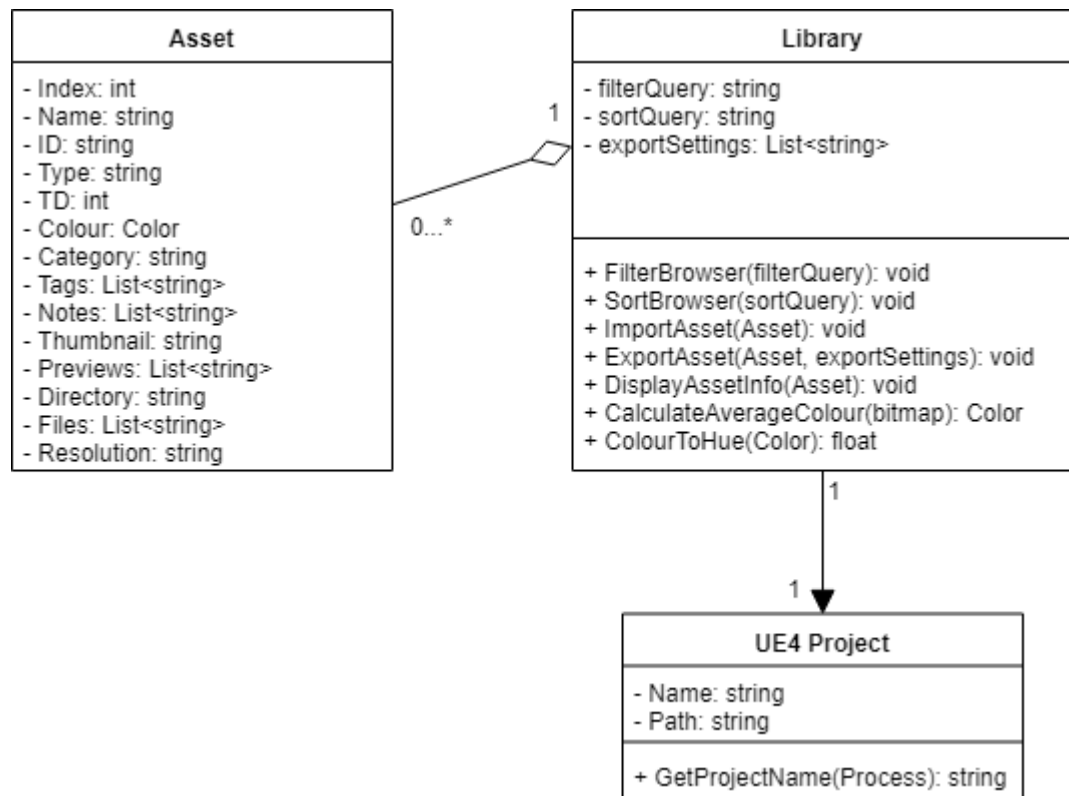 Asset
- Index: int
- Name: string
- ID: string
- Type: string
- TD: int
- Colour: Color
- Category: string
- Tags: List<string>
- Notes: List<string>
- Thumbnail: string
- Previews: List<string>
- Directory: string
- Files: List<string>
- Resolution: string
1
0...*
Library
- filterQuery: string
- sortQuery: string
- exportSettings: List<string>
+ FilterBrowser(filterQuery): void
+ SortBrowser(sortQuery): void
+ ImportAsset(Asset): void
+ ExportAsset(Asset, exportSettings): void
+ DisplayAssetInfo(Asset): void
+ CalculateAverageColour(bitmap): Color
+ ColourToHue(Color): float
1
1
UE4 Project
- Name: string
- Path: string
+ GetProjectName(Process): string